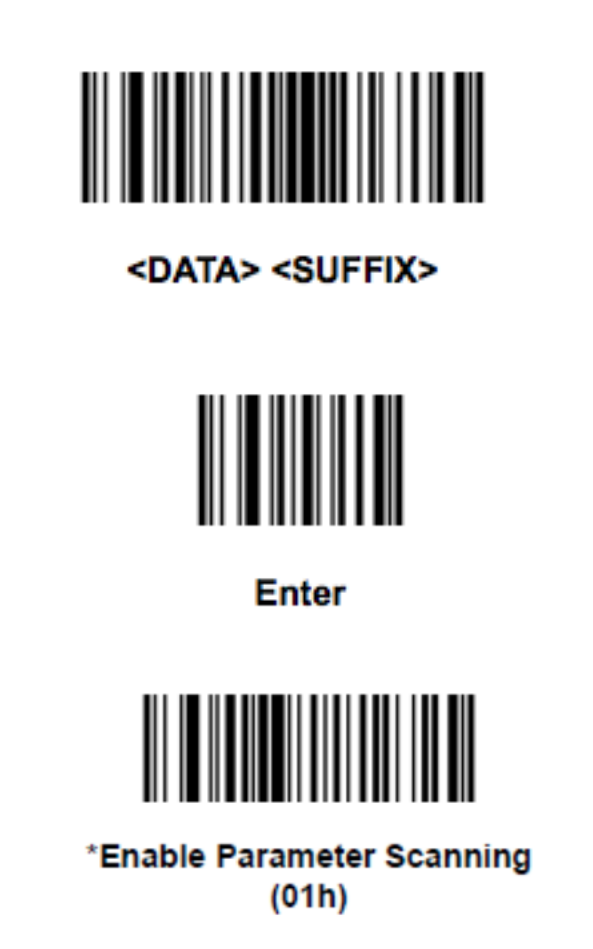 <DATA> <SUFFIX>
Enter
*Enable Parameter Scanning
(01h)